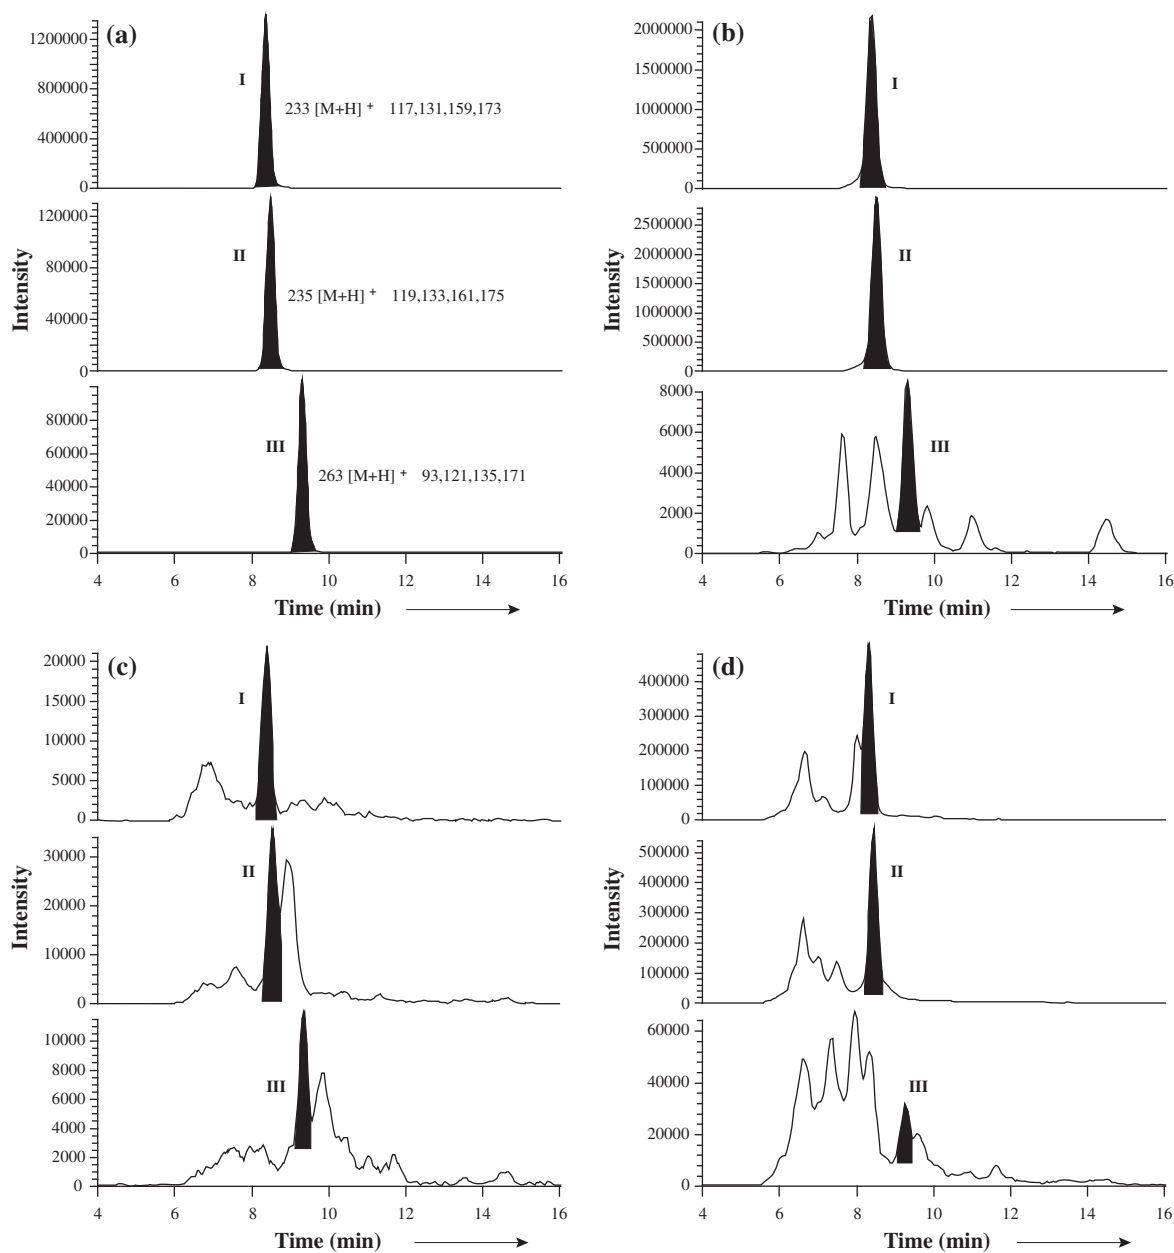 (a)
1200000
800000
400000
0
I
233 [M+H] + 117,131,159,173
120000
80000
40000
0
II
235 [M+H] + 119,133,161,175
80000
60000
40000
20000
0
III
263 [M+H] + 93,121,135,171
Intensity
4 6 8 10 12 14 16
Time (min)
(b)
2000000
1500000
1000000
500000
0
I
2500000
2000000
1500000
1000000
500000
0
II
8000
6000
4000
2000
0
III
Intensity
4 6 8 10 12 14 16
Time (min)
(c)
20000
15000
10000
5000
0
I
30000
20000
10000
0
II
10000
8000
6000
4000
2000
0
III
Intensity
4 6 8 10 12 14 16
Time (min)
(d)
400000
300000
200000
100000
0
I
500000
400000
300000
200000
100000
0
II
60000
40000
20000
0
III
Intensity
4 6 8 10 12 14 16
Time (min)